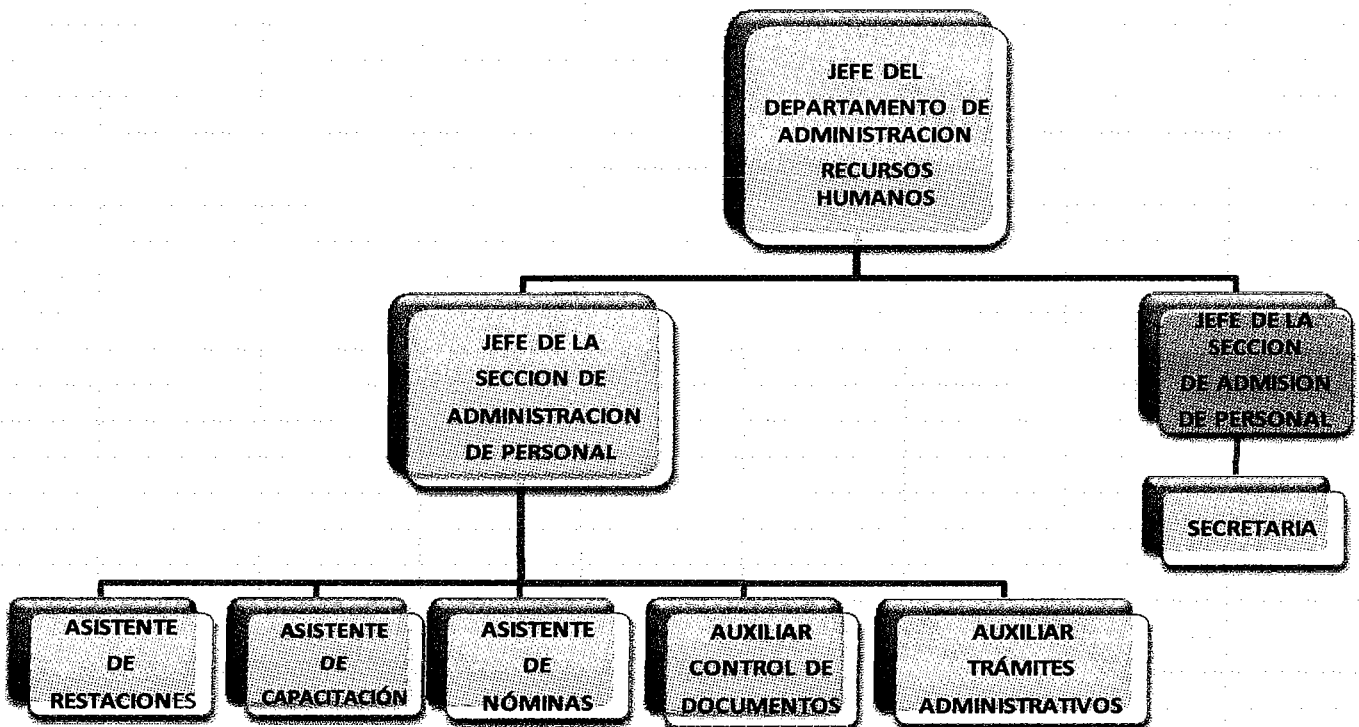 JEFE DEL
DEPARTAMENTO DE
ADMINISTRACION
RECURSOS
HUMANOS
JEFE DE LA
SECCION DE
ADMINISTRACION
DE PERSONAL
JEFE DE LA
SECCION
DE ADMISION
DE PERSONAL
SECRETARIA
ASISTENTE
DE
RESTACIONES
ASISTENTE
DE
CAPACITACIÓN
ASISTENTE
DE
NÓMINAS
AUXILIAR
CONTROL DE
DOCUMENTOS
AUXILIAR
TRÁMITES
ADMINISTRATIVOS